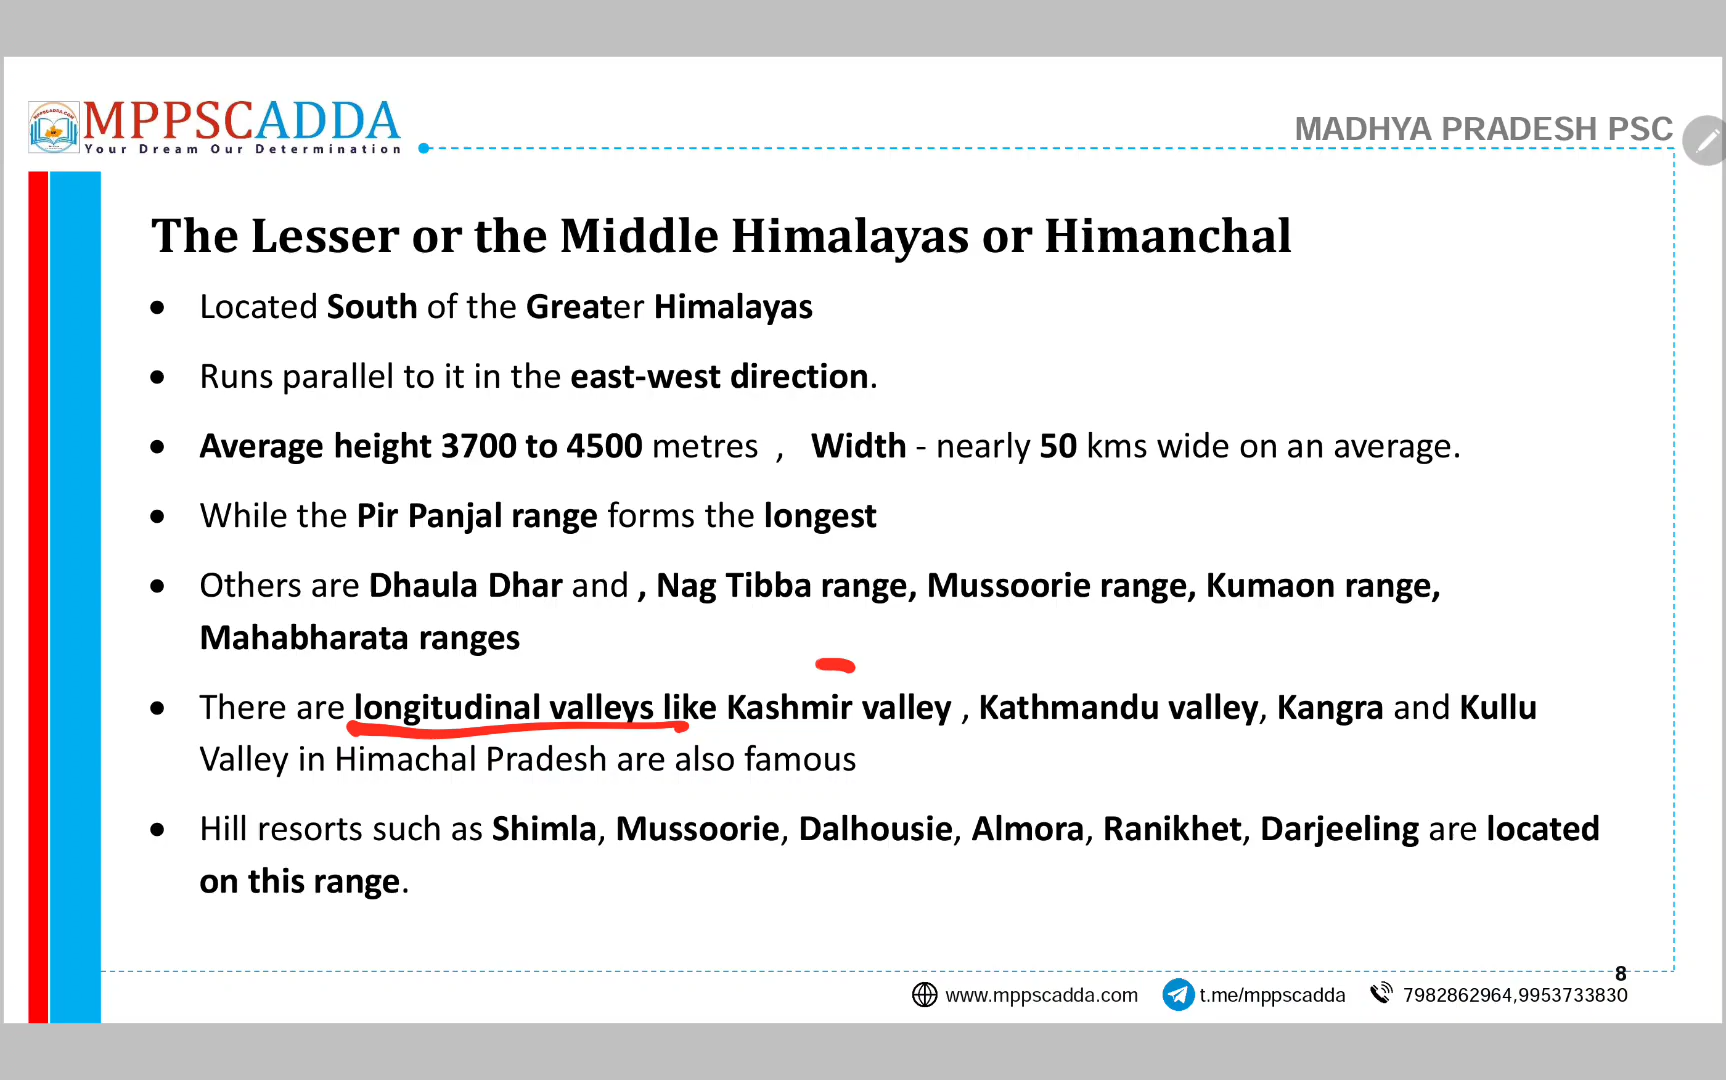 MPPSCADDA
Your Dream Our Determination
MADHYA PRADESH PSC
The Lesser or the Middle Himalayas or Himanchal
• Located South of the Greater Himalayas
• Runs parallel to it in the east-west direction.
• Average height 3700 to 4500 metres , Width - nearly 50 kms wide on an average.
• While the Pir Panjal range forms the longest
• Others are Dhaula Dhar and , Nag Tibba range, Mussoorie range, Kumaon range,
Mahabharata ranges
• There are longitudinal valleys like Kashmir valley , Kathmandu valley, Kangra and Kullu
Valley in Himachal Pradesh are also famous
• Hill resorts such as Shimla, Mussoorie, Dalhousie, Almora, Ranikhet, Darjeeling are located
on this range.
8
www.mppscadda.com t.me/mppscadda 7982862964,9953733830